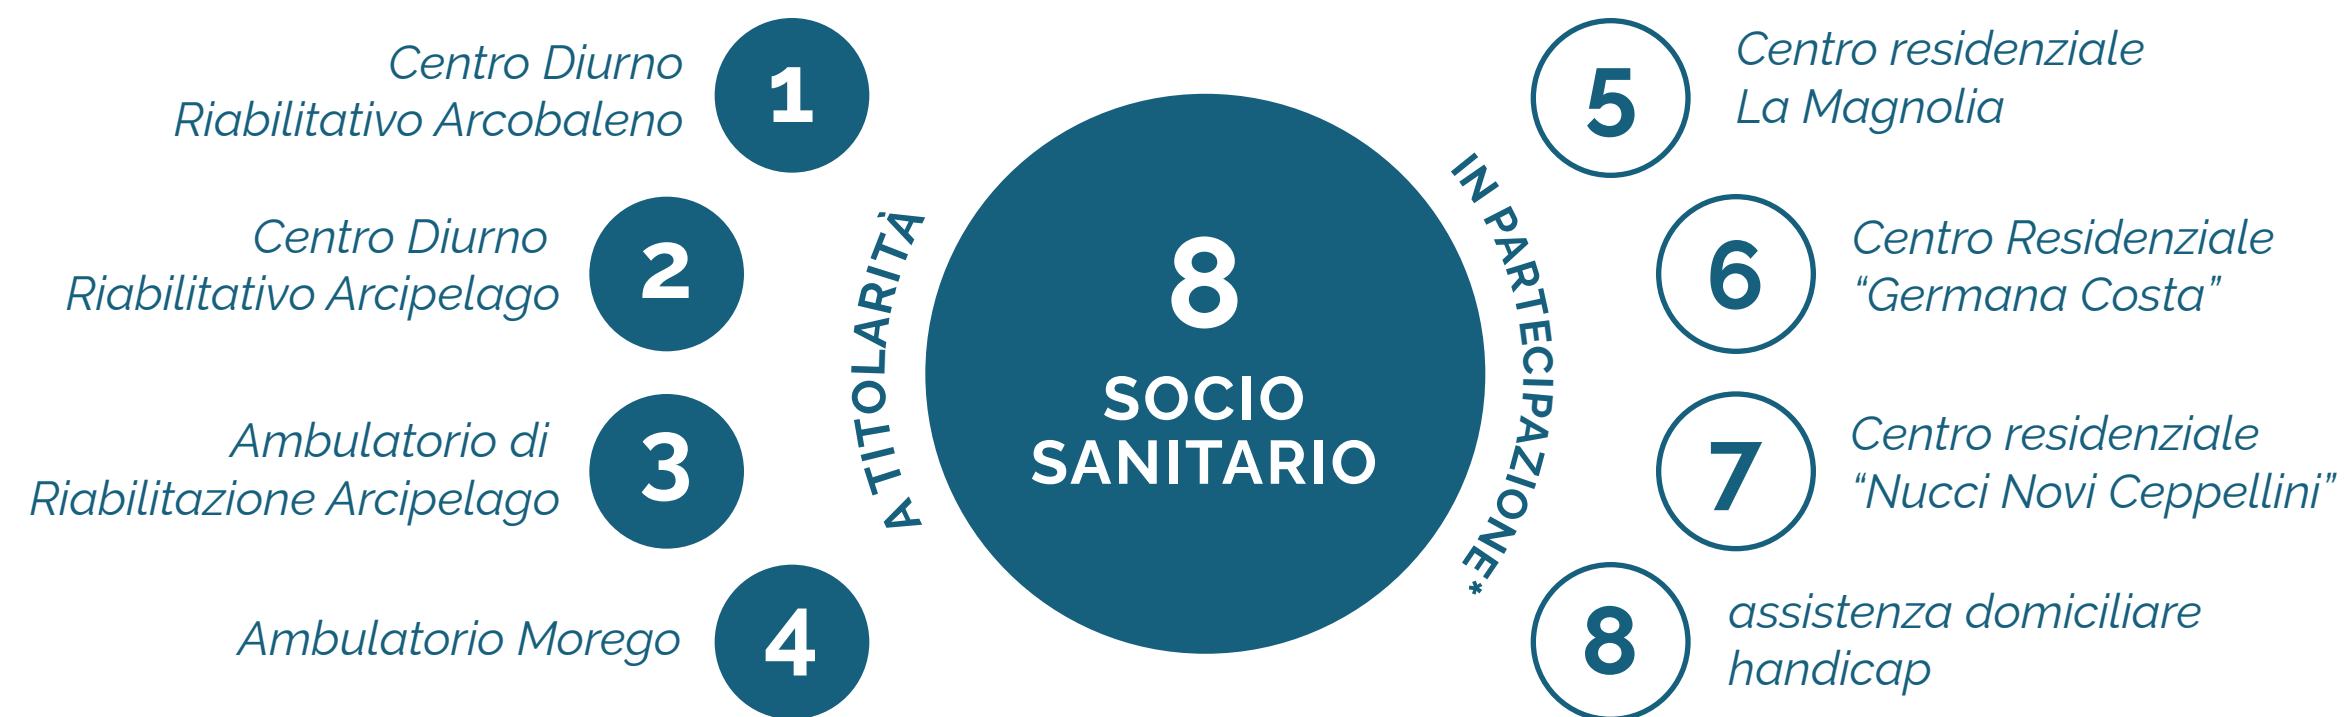 Centro Diurno
Riabilitativo Arcobaleno
1
Centro Diurno
Riabilitativo Arcipelago
2
Ambulatorio di
Riabilitazione Arcipelago
3
Ambulatorio Morego
4
A TITOLARITÀ
8
SOCIO
SANITARIO
IN PARTECIPAZIONE*
5
Centro residenziale
La Magnolia
6
Centro Residenziale
“Germana Costa”
7
Centro residenziale
“Nucci Novi Ceppellini”
8
assistenza domiciliare
handicap